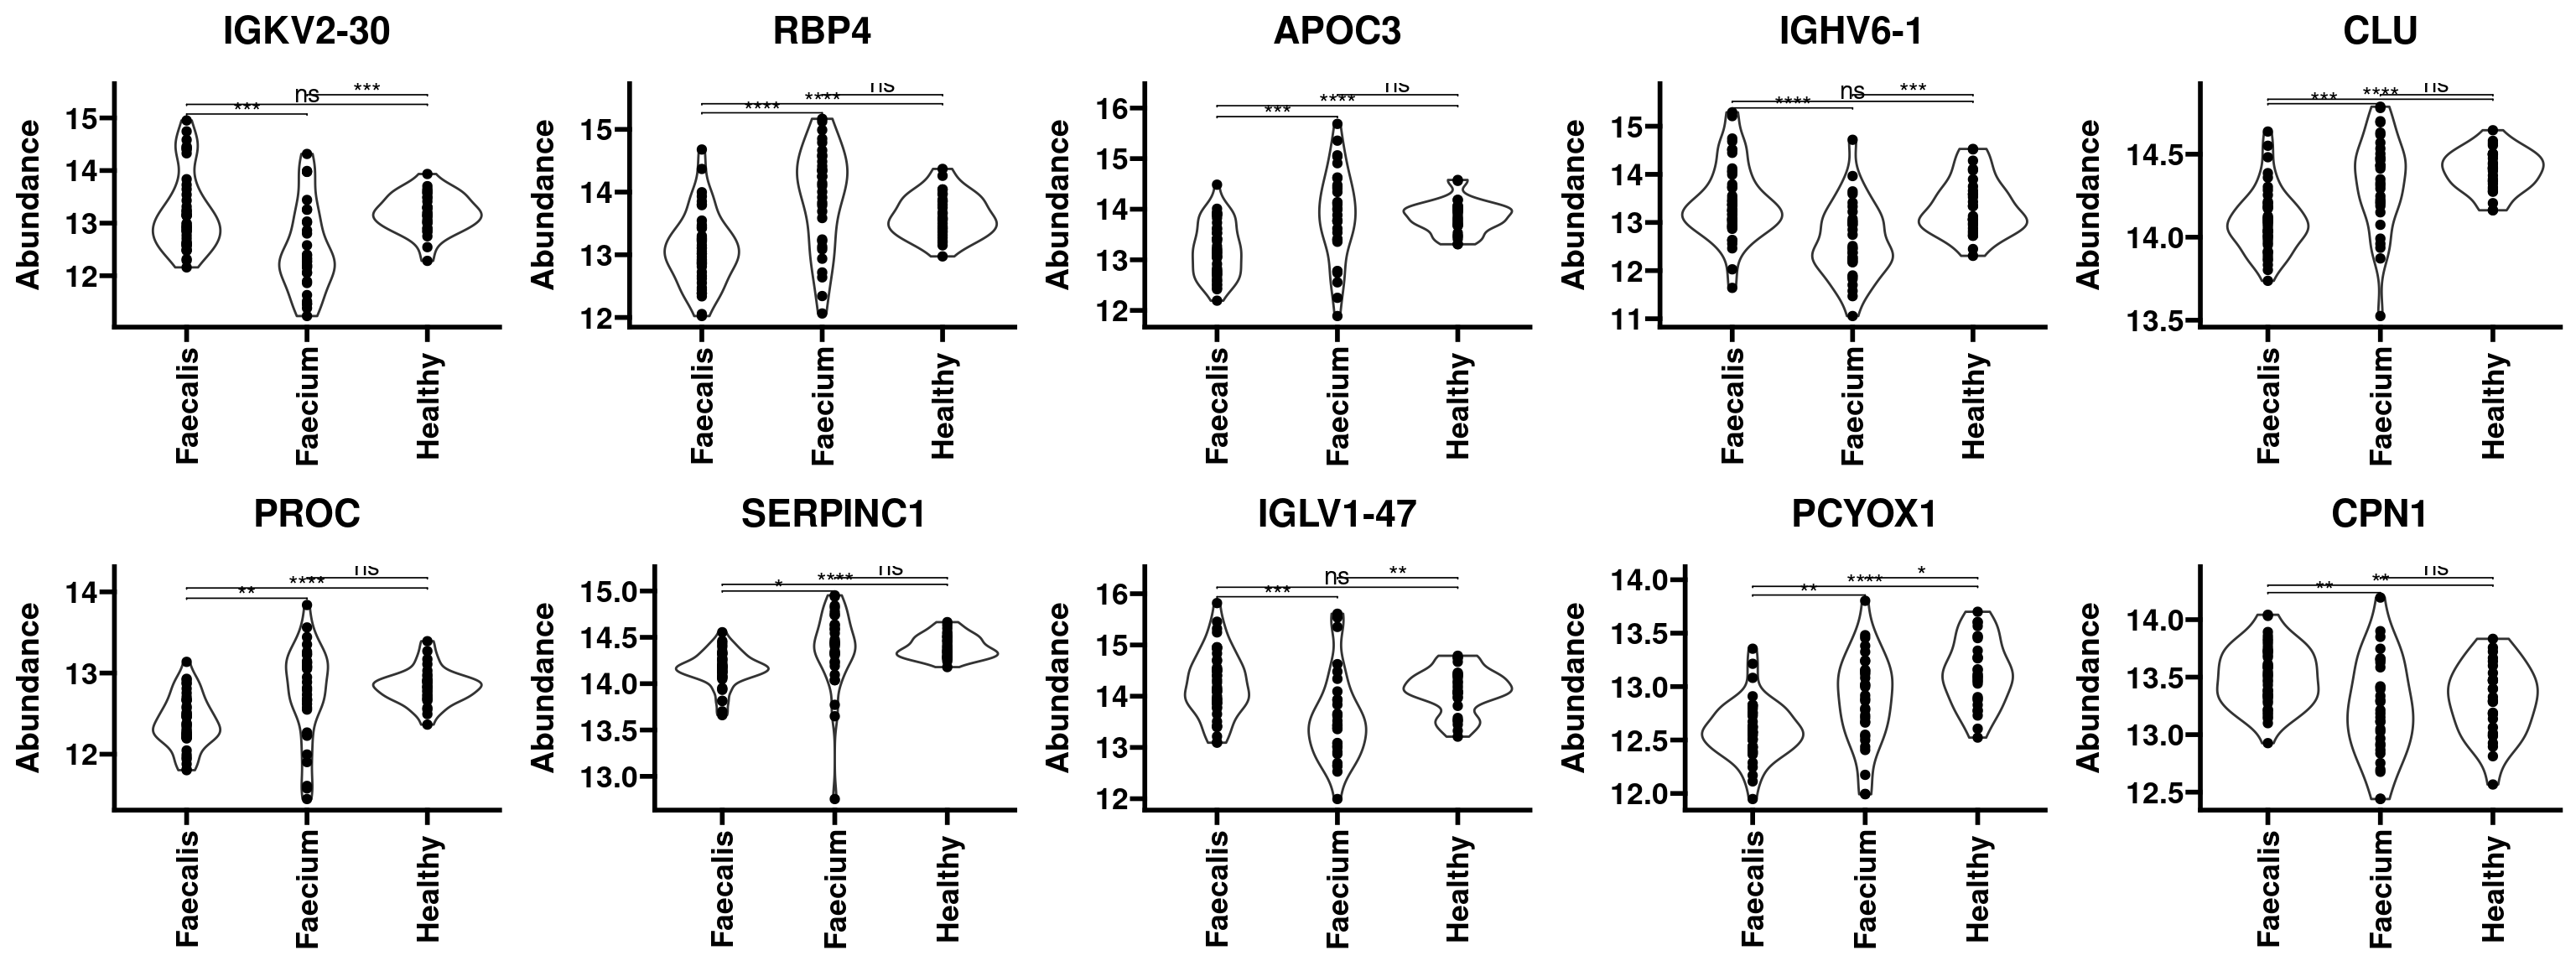 IGKV2-30 RBP4 APOC3 IGHV6-1 CLU
Abundance
15
14
13
12
***
ns
***
Faecalis
Faecium
Healthy
Abundance
15
14
13
12
****
****
ns
Faecalis
Faecium
Healthy
Abundance
16
15
14
13
12
***
****
ns
Faecalis
Faecium
Healthy
Abundance
15
14
13
12
11
****
ns
***
Faecalis
Faecium
Healthy
Abundance
14.5
14.0
13.5
***
****
ns
Faecalis
Faecium
Healthy
PROC SERPINC1 IGLV1-47 PCYOX1 CPN1
Abundance
14
13
12
**
****
ns
Faecalis
Faecium
Healthy
Abundance
15.0
14.5
14.0
13.5
13.0
*
****
ns
Faecalis
Faecium
Healthy
Abundance
16
15
14
13
12
***
ns
**
Faecalis
Faecium
Healthy
Abundance
14.0
13.5
13.0
12.5
12.0
**
****
*
Faecalis
Faecium
Healthy
Abundance
14.0
13.5
13.0
12.5
**
**
ns
Faecalis
Faecium
Healthy